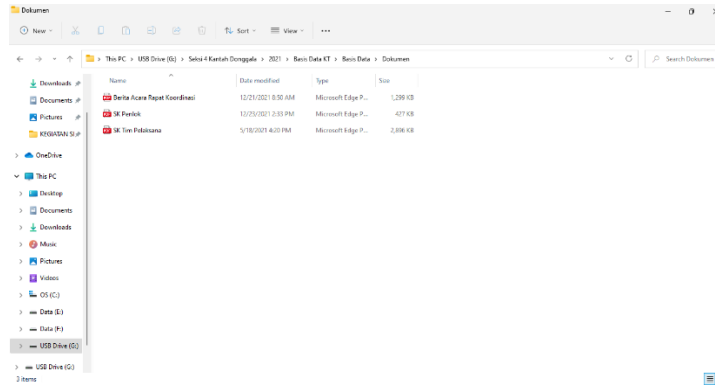 Dokumen
New Sort View ...
This PC > USB Drive (G:) > Seksi 4 Kantah Donggala > 2021 > Basis Data KT > Basis Data > Dokumen
Search Dokumen
Name Date modified Type Size
Berita Acara Rapat Koordinasi 12/21/2021 8:50 AM Microsoft Edge P... 1,299 KB
SK Penlok 12/23/2021 2:33 PM Microsoft Edge P... 427 KB
SK Tim Pelaksana 5/18/2021 4:20 PM Microsoft Edge P... 2,896 KB
Downloads
Documents
Pictures
KEGIATAN SI
OneDrive
This PC
Desktop
Documents
Downloads
Music
Pictures
Videos
OS (C:)
Data (E:)
Data (F:)
USB Drive (G:)
USB Drive (G:)
3 items